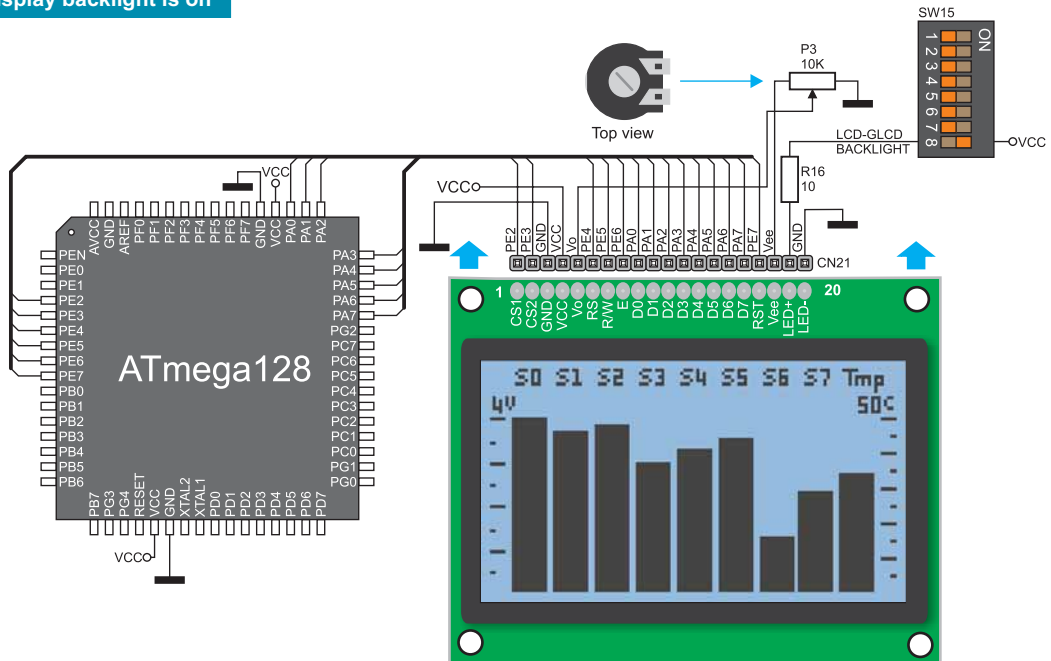 splay backlight is on
SW15
ON
1
2
3
4
5
6
7
8
P3
10K
Top view
LCD-GLCD
BACKLIGHT
VCC
R16
10
VCC
VCC
AVCC
GND
AREF
PF0
PF1
PF2
PF3
PF4
PF5
PF6
PF7
GND
VCC
PA0
PA1
PA2
PEN
PE0
PE1
PE2
PE3
PE4
PE5
PE6
PE7
PB0
PB1
PB2
PB3
PB4
PB5
PB6
ATmega128
PA3
PA4
PA5
PA6
PA7
PG2
PC7
PC6
PC5
PC4
PC3
PC2
PC1
PC0
PG1
PG0
PB7
PG3
PG4
RESET
VCC
GND
XTAL2
XTAL1
PD0
PD1
PD2
PD3
PD4
PD5
PD6
PD7
VCC
PE2
PE3
GND
VCC
Vo
PE4
PE5
PE6
PA0
PA1
PA2
PA3
PA4
PA5
PA6
PA7
PE7
Vee
GND
CN21
1
20
CS1
CS2
GND
VCC
Vo
RS
R/W
E
D0
D1
D2
D3
D4
D5
D6
D7
RST
Vee
LED+
LED-
S0 S1 S2 S3 S4 S5 S6 S7 Tmp
4V 50C